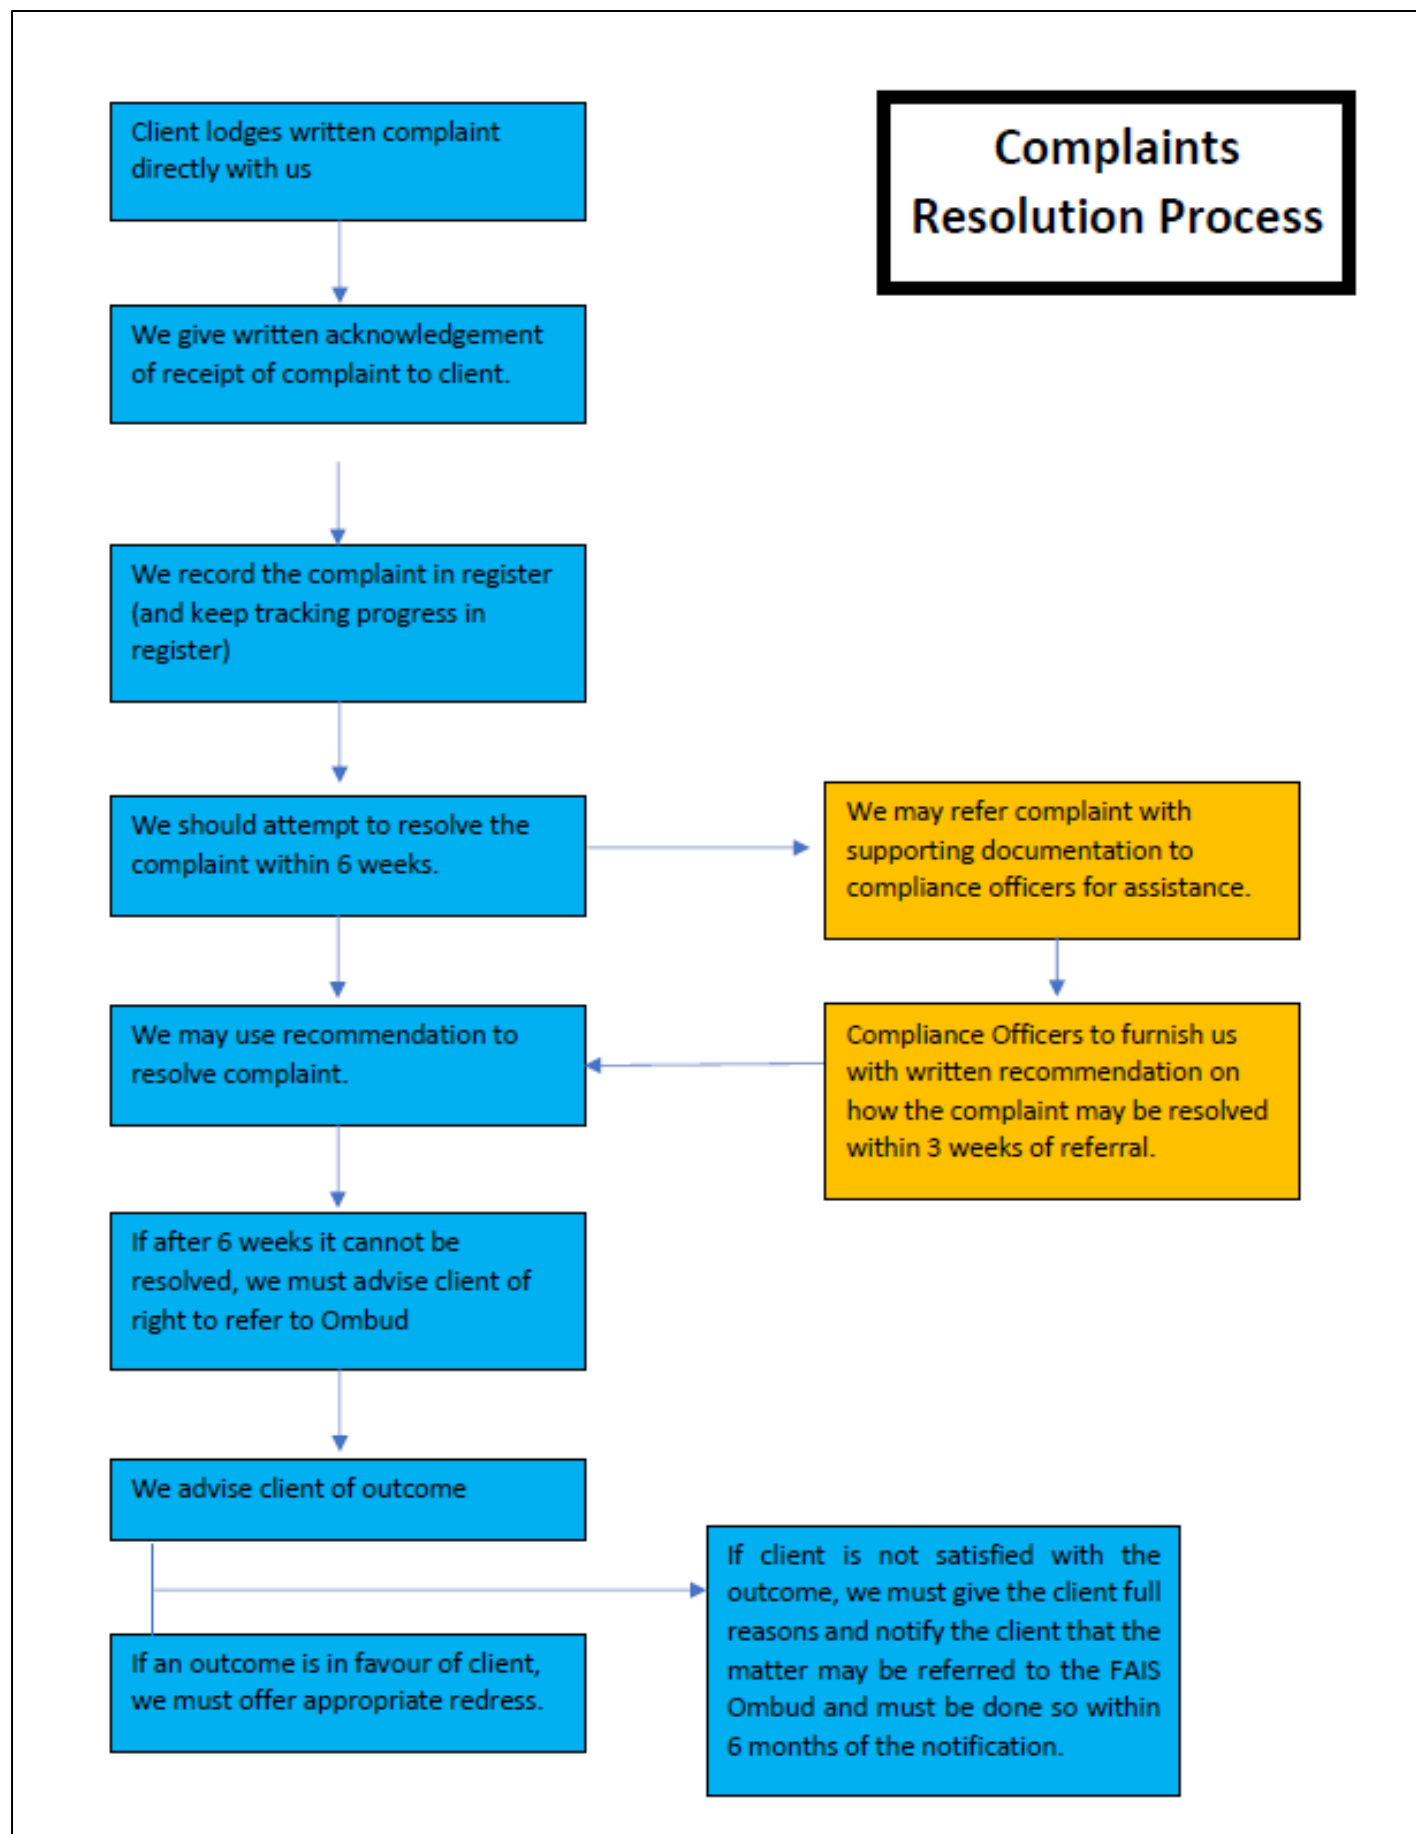 Complaints
Resolution Process
Client lodges written complaint
directly with us
We give written acknowledgement
of receipt of complaint to client.
We record the complaint in register
(and keep tracking progress in
register)
We should attempt to resolve the
complaint within 6 weeks.
We may refer complaint with
supporting documentation to
compliance officers for assistance.
Compliance Officers to furnish us
with written recommendation on
how the complaint may be resolved
within 3 weeks of referral.
We may use recommendation to
resolve complaint.
If after 6 weeks it cannot be
resolved, we must advise client of
right to refer to Ombud
We advise client of outcome
If client is not satisfied with the
outcome, we must give the client full
reasons and notify the client that the
matter may be referred to the FAIS
Ombud and must be done so within
6 months of the notification.
If an outcome is in favour of client,
we must offer appropriate redress.